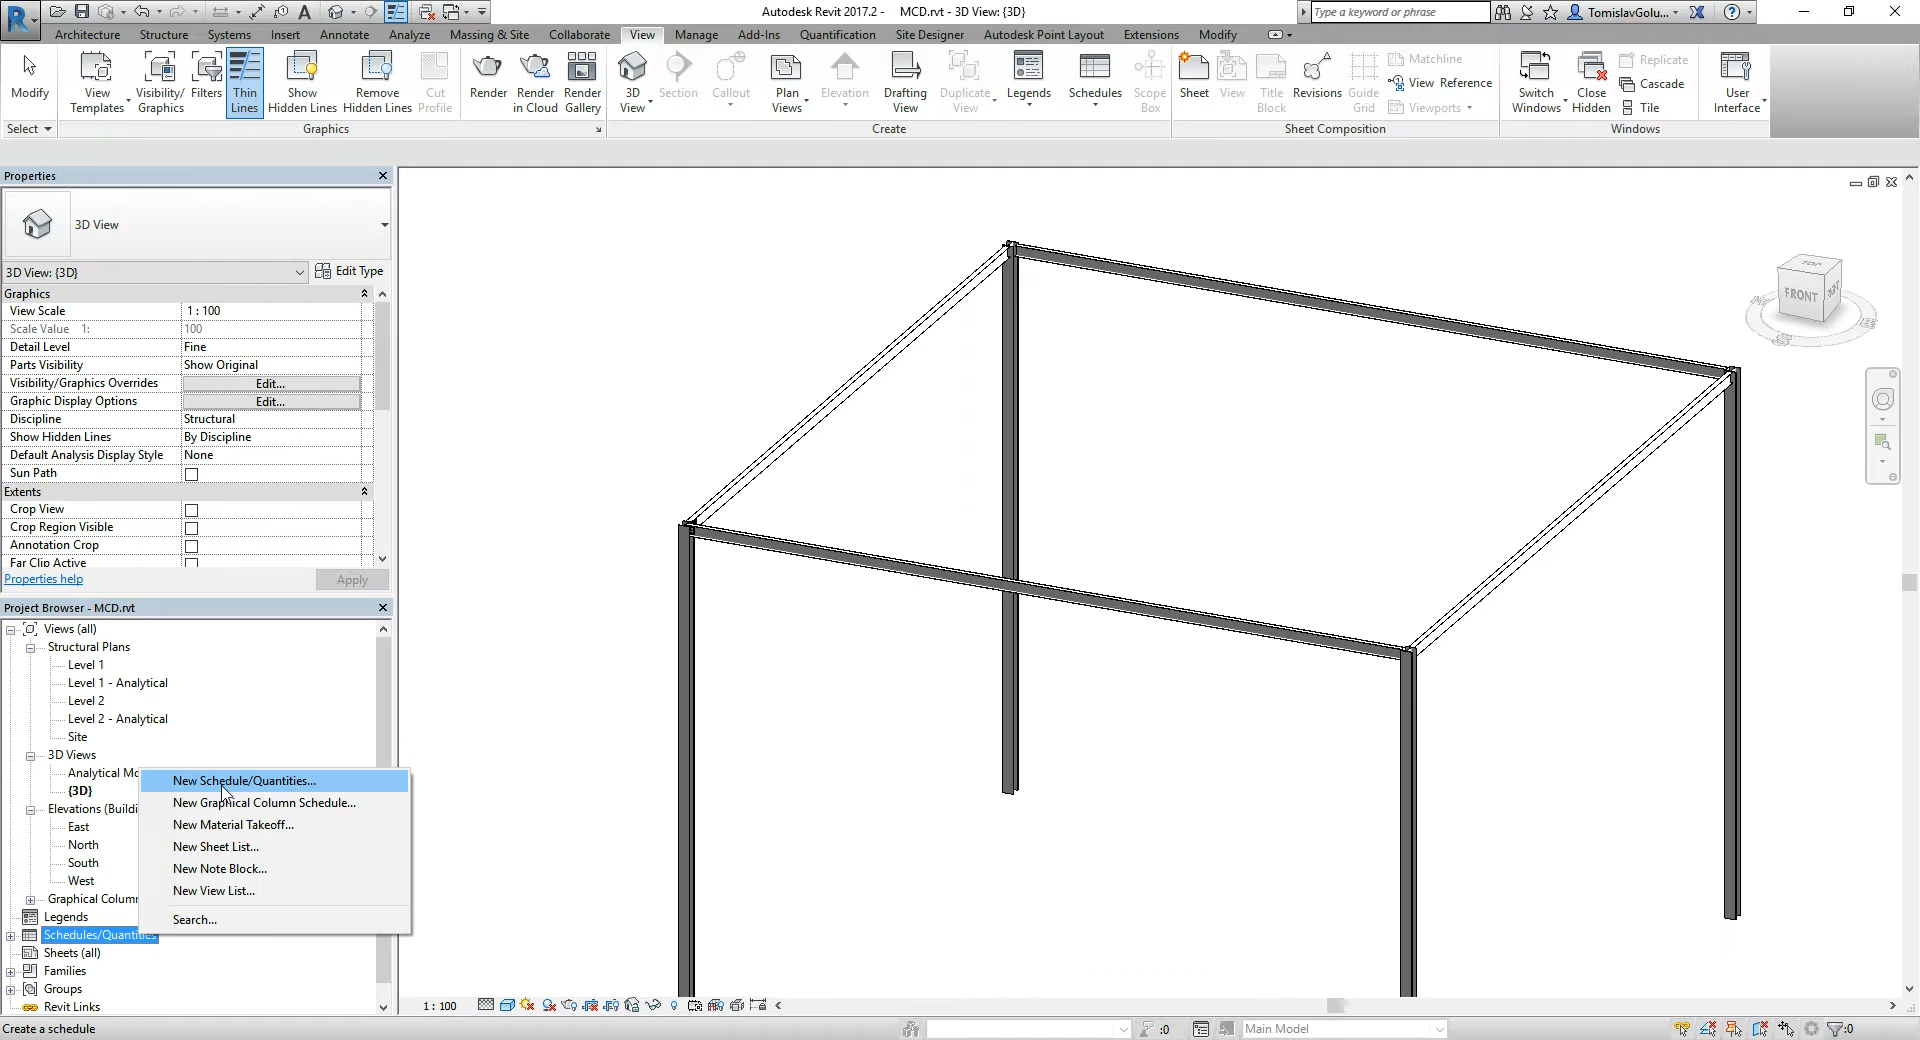 Autodesk Revit 2017.2 - MCD.rvt - 3D View: {3D}
Type a keyword or phrase
TomislavGolu...
Architecture Structure Systems Insert Annotate Analyze Massing & Site Collaborate View Manage Add-Ins Quantification Site Designer Autodesk Point Layout Extensions Modify
Modify
View Templates
Visibility/ Graphics
Filters
Thin Lines
Show Hidden Lines
Remove Hidden Lines
Cut Profile
Render
Render in Cloud
Render Gallery
3D View
Section
Callout
Plan Views
Elevation
Drafting View
Duplicate View
Legends
Schedules
Scope Box
Sheet
View
Title Block
Revisions
Guide Grid
Matchline
View Reference
Viewports
Switch Windows
Close Hidden
Replicate
Cascade
Tile
User Interface
Select Graphics Create Sheet Composition Windows
Properties
3D View
3D View: {3D} Edit Type
Graphics
View Scale 1 : 100
Scale Value 1: 100
Detail Level Fine
Parts Visibility Show Original
Visibility/Graphics Overrides Edit...
Graphic Display Options Edit...
Discipline Structural
Show Hidden Lines By Discipline
Default Analysis Display Style None
Sun Path
Extents
Crop View
Crop Region Visible
Annotation Crop
Far Clip Active
Properties help Apply
Project Browser - MCD.rvt
Views (all)
Structural Plans
Level 1
Level 1 - Analytical
Level 2
Level 2 - Analytical
Site
3D Views
Analytical Mo
{3D}
Elevations (Buildi
East
North
South
West
Graphical Colum
Legends
Schedules/Quantities
Sheets (all)
Families
Groups
Revit Links
New Schedule/Quantities...
New Graphical Column Schedule...
New Material Takeoff...
New Sheet List...
New Note Block...
New View List...
Search...
TOP
FRONT
1 : 100
Create a schedule
:0
Main Model
:0